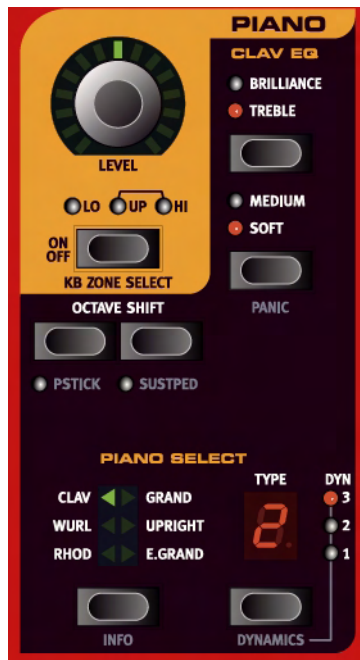 PIANO
CLAV EQ
BRILLIANCE
TREBLE
LEVEL
MEDIUM
SOFT
LO UP HI
ON
OFF
KB ZONE SELECT
PANIC
OCTAVE SHIFT
PSTICK SUSTPED
PIANO SELECT
TYPE DYN
CLAV GRAND 3
WURL UPRIGHT 2 2
RHOD E.GRAND 1
INFO DYNAMICS